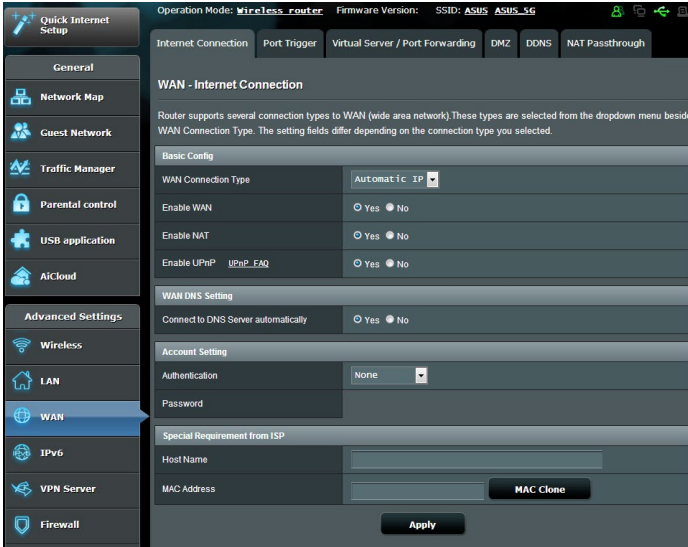 Quick Internet
Setup
Operation Mode: Wireless router Firmware Version: SSID: ASUS ASUS_5G
Internet Connection Port Trigger Virtual Server / Port Forwarding DMZ DDNS NAT Passthrough
General
Network Map
Guest Network
Traffic Manager
Parental control
USB application
AiCloud
Advanced Settings
Wireless
LAN
WAN
IPv6
VPN Server
Firewall
WAN - Internet Connection
Router supports several connection types to WAN (wide area network).These types are selected from the dropdown menu besid
WAN Connection Type. The setting fields differ depending on the connection type you selected.
Basic Config
WAN Connection Type Automatic IP
Enable WAN Yes No
Enable NAT Yes No
Enable UPnP UPnP FAQ Yes No
WAN DNS Setting
Connect to DNS Server automatically Yes No
Account Setting
Authentication None
Password
Special Requirement from ISP
Host Name
MAC Address MAC Clone
Apply